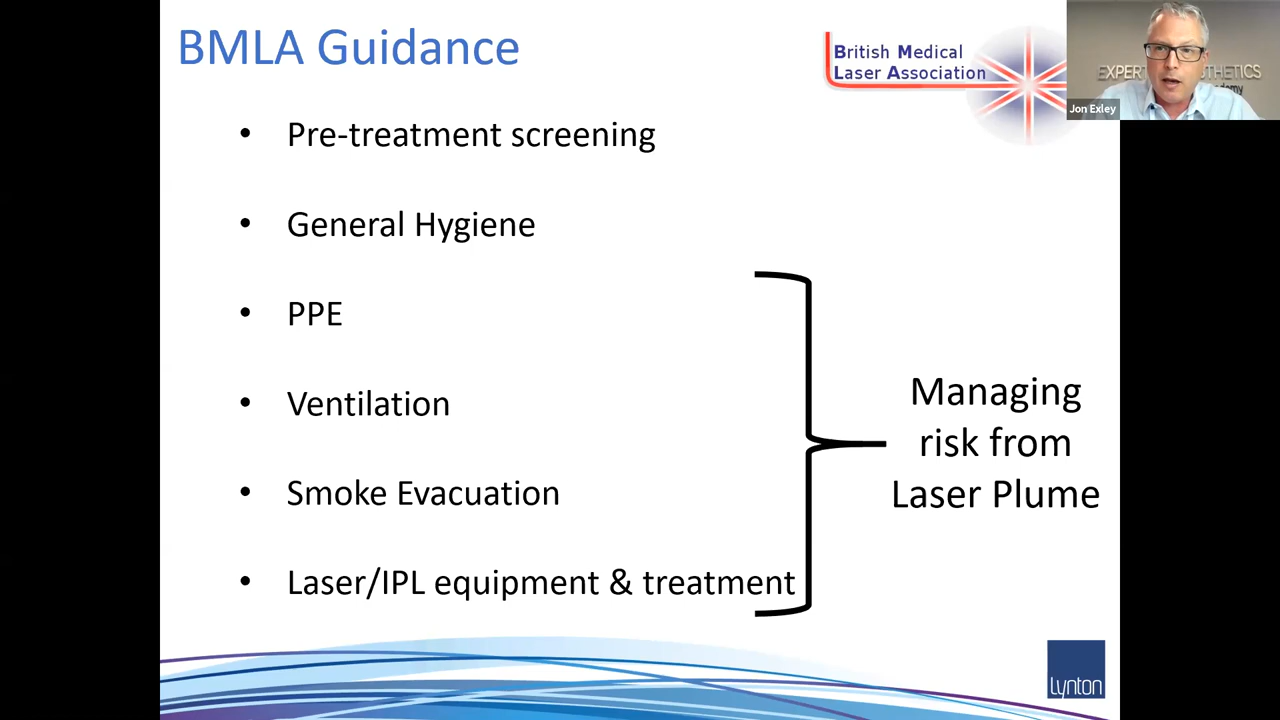 BMLA Guidance
British Medical
Laser Association
Jon Exley
• Pre-treatment screening
• General Hygiene
• PPE
• Ventilation
• Smoke Evacuation
• Laser/IPL equipment & treatment
Managing
risk from
Laser Plume
Lynton